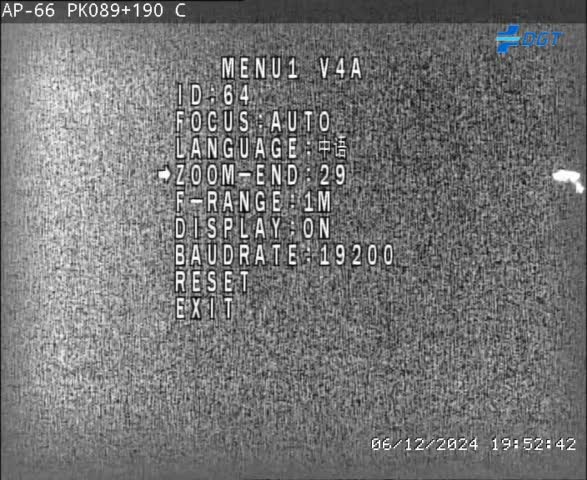 AP-66 PK089+190 C
DGT
MENU1 V4A
ID:64
FOCUS:AUTO
LANGUAGE:中语
ZOOM-END:29
F-RANGE:1M
DISPLAY:ON
BAUDRATE:19200
RESET
EXIT
06/12/2024 19:52:42